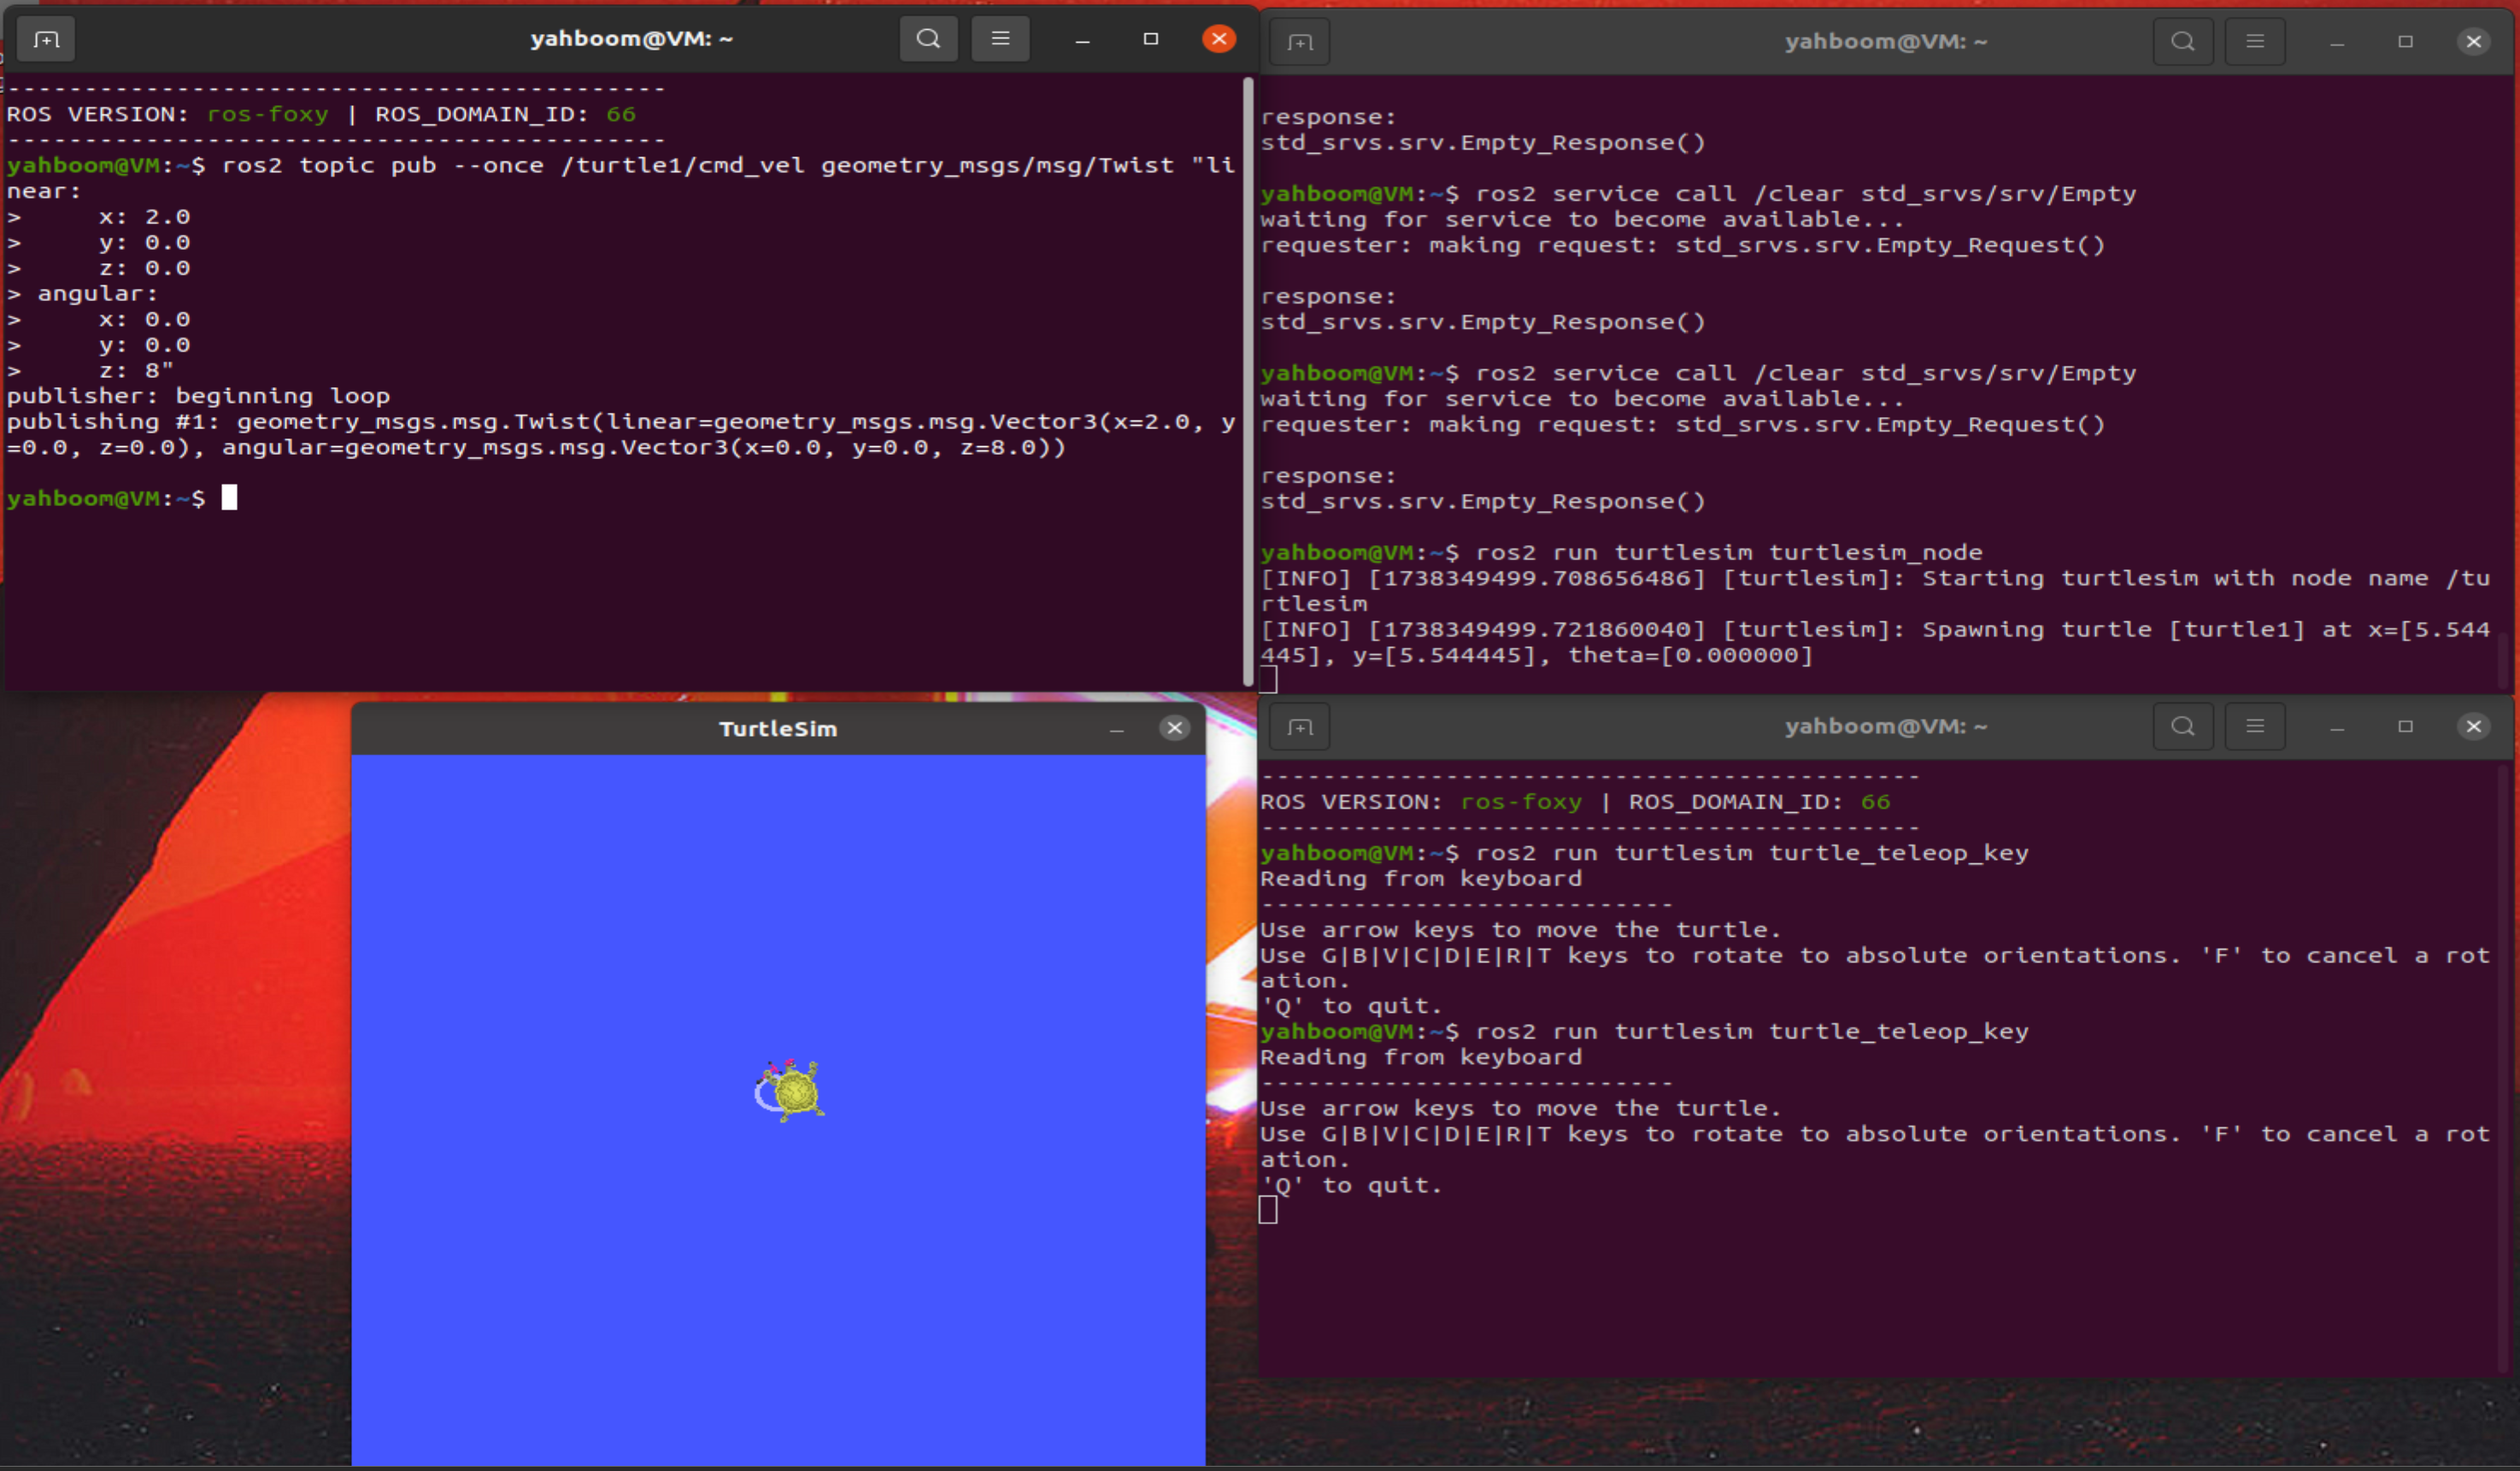 yahboom@VM: ~
--------------------------------------------
ROS VERSION: ros-foxy | ROS_DOMAIN_ID: 66
--------------------------------------------
yahboom@VM:~$ ros2 topic pub --once /turtle1/cmd_vel geometry_msgs/msg/Twist "li
near:
>     x: 2.0
>     y: 0.0
>     z: 0.0
> angular:
>     x: 0.0
>     y: 0.0
>     z: 8"
publisher: beginning loop
publishing #1: geometry_msgs.msg.Twist(linear=geometry_msgs.msg.Vector3(x=2.0, y
=0.0, z=0.0), angular=geometry_msgs.msg.Vector3(x=0.0, y=0.0, z=8.0))
yahboom@VM:~$
yahboom@VM: ~
response:
std_srvs.srv.Empty_Response()
yahboom@VM:~$ ros2 service call /clear std_srvs/srv/Empty
waiting for service to become available...
requester: making request: std_srvs.srv.Empty_Request()
response:
std_srvs.srv.Empty_Response()
yahboom@VM:~$ ros2 service call /clear std_srvs/srv/Empty
waiting for service to become available...
requester: making request: std_srvs.srv.Empty_Request()
response:
std_srvs.srv.Empty_Response()
yahboom@VM:~$ ros2 run turtlesim turtlesim_node
[INFO] [1738349499.708656486] [turtlesim]: Starting turtlesim with node name /tu
rtlesim
[INFO] [1738349499.721860040] [turtlesim]: Spawning turtle [turtle1] at x=[5.544
445], y=[5.544445], theta=[0.000000]
TurtleSim
yahboom@VM: ~
-------------------------------------------
ROS VERSION: ros-foxy | ROS_DOMAIN_ID: 66
-------------------------------------------
yahboom@VM:~$ ros2 run turtlesim turtle_teleop_key
Reading from keyboard
---------------------------
Use arrow keys to move the turtle.
Use G|B|V|C|D|E|R|T keys to rotate to absolute orientations. 'F' to cancel a rot
ation.
'Q' to quit.
yahboom@VM:~$ ros2 run turtlesim turtle_teleop_key
Reading from keyboard
---------------------------
Use arrow keys to move the turtle.
Use G|B|V|C|D|E|R|T keys to rotate to absolute orientations. 'F' to cancel a rot
ation.
'Q' to quit.